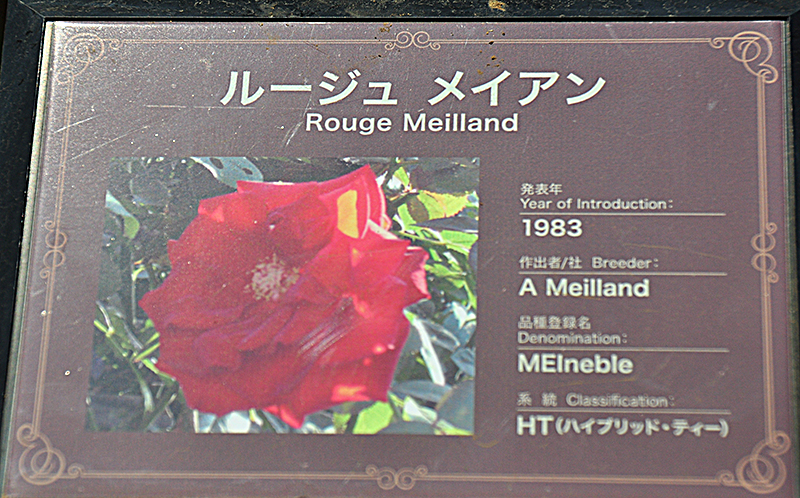 ルージュ メイアン
Rouge Meilland
発表年
Year of Introduction:
1983
作出者/社 Breeder:
A Meilland
品種登録名
Denomination:
MEIneble
系 統 Classification:
HT(ハイブリッド・ティー)